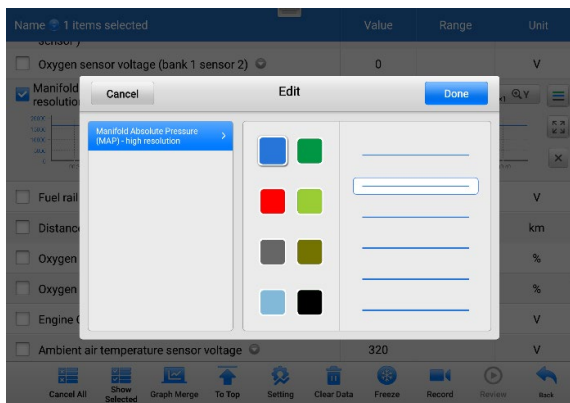 Name 1 items selected Value Range Unit
sensor)
Oxygen sensor voltage (bank 1 sensor 2) 0 V
Manifold
resolution
Y
Cancel Edit Done
Manifold Absolute Pressure
(MAP) - high resolution
Fuel rail V
Distance km
Oxygen %
Oxygen %
Engine C V
Ambient air temperature sensor voltage 320 V
Cancel All Show Selected Graph Merge To Top Setting Clear Data Freeze Record Review Back